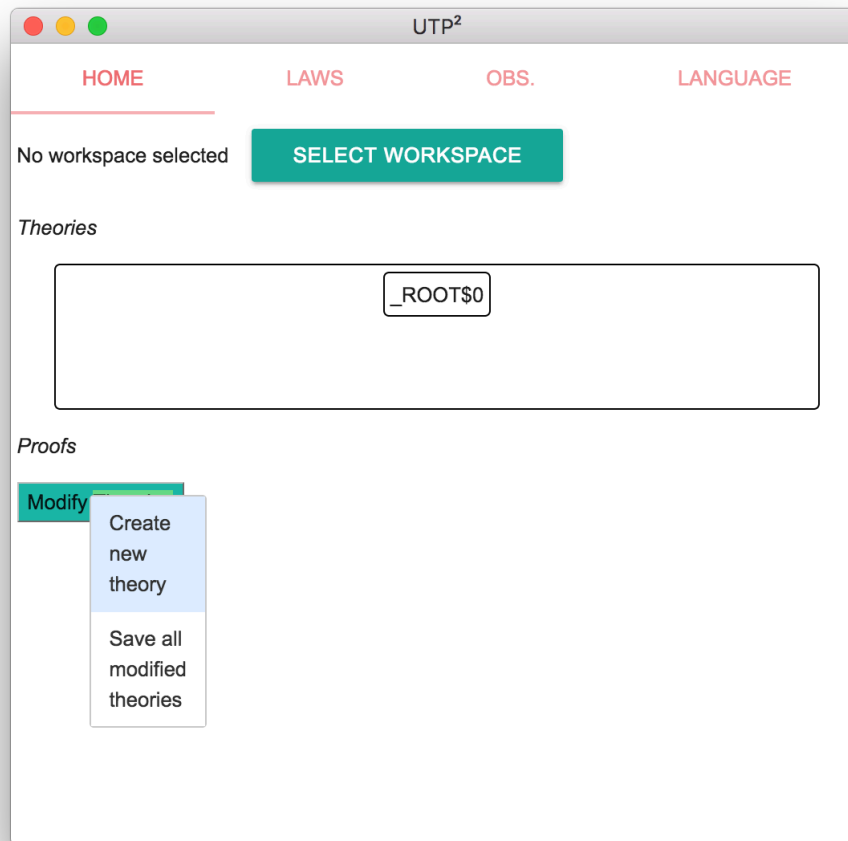 UTP²
HOME LAWS OBS. LANGUAGE
No workspace selected SELECT WORKSPACE
Theories
_ROOT$0
Proofs
Modify
Create
new
theory
Save all
modified
theories